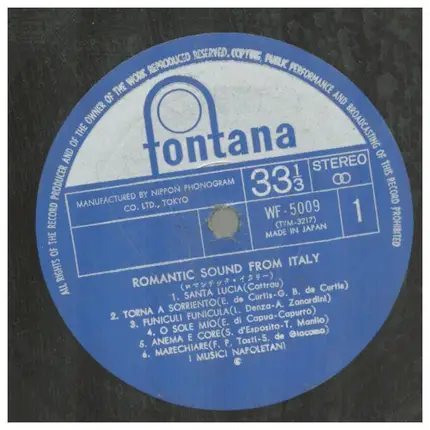 ALL RIGHTS OF THE RECORD PRODUCER AND OF THE OWNER OF THE WORK REPRODUCED RESERVED, COPYING, PUBLIC PERFORMANCE AND BROADCASTING OF THIS RECORD PROHIBITED
fontana
MANUFACTURED BY NIPPON PHONOGRAM
CO. LTD., TOKYO
33 1/3
STEREO
WF-5009
(T7M-3217)
MADE IN JAPAN
1
ROMANTIC SOUND FROM ITALY
(ロマンチック・イタリー)
1. SANTA LUCIA(Cottrau)
2. TORNA A SORRIENTO(E. de Curtis-G. B. de Curtis)
3. FUNICULI FUNICULA(L. Denza-A. Zanardini)
4. O SOLE MIO(E. di Capua-Capurro)
5. ANEMA E CORE(S. d'Esposito-T. Manlio)
6. MARECHIARE(F. P. Tosti-S. de Giacomo)
I MUSICI NAPOLETANI
℗